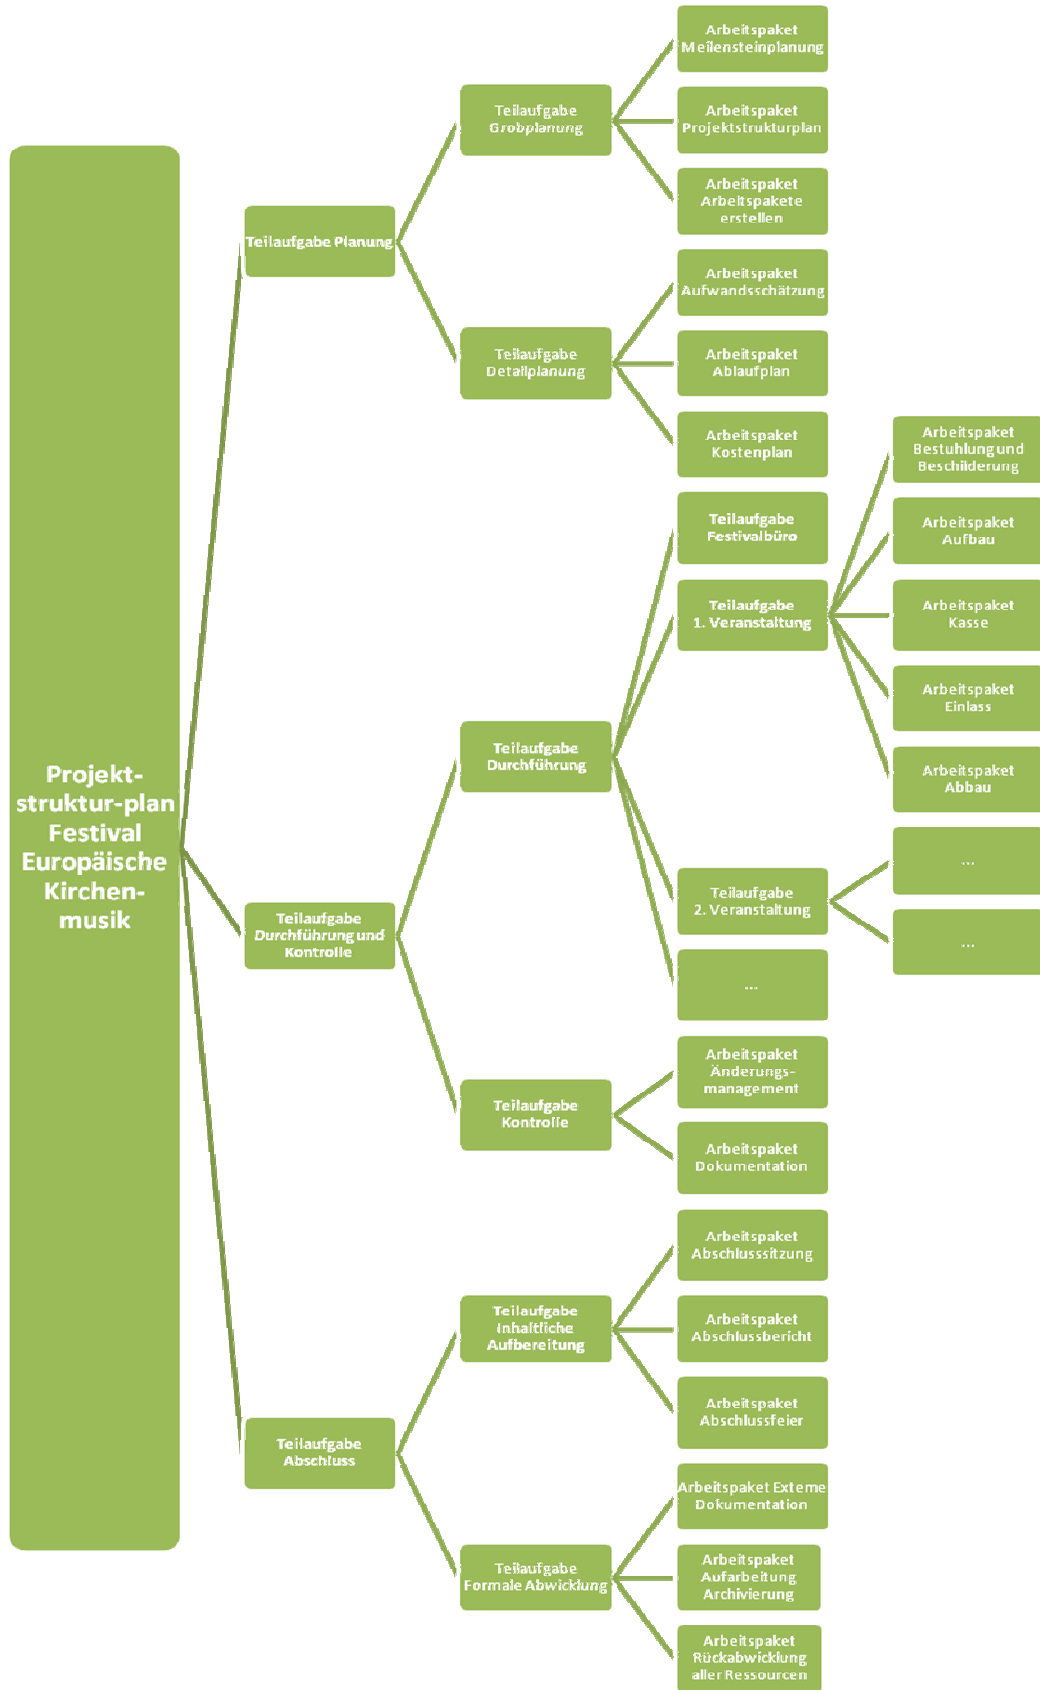 Projekt-
struktur-plan
Festival
Europäische
Kirchen-
musik
Teilaufgabe Planung
Teilaufgabe
Grobplanung
Arbeitspaket
Meilensteinplanung
Arbeitspaket
Projektstrukturplan
Arbeitspaket
Arbeitspakete
erstellen
Teilaufgabe
Detailplanung
Arbeitspaket
Aufwandsschätzung
Arbeitspaket
Ablaufplan
Arbeitspaket
Kostenplan
Teilaufgabe
Durchführung und
Kontrolle
Teilaufgabe
Durchführung
Teilaufgabe
Festivalbüro
Teilaufgabe
1. Veranstaltung
Arbeitspaket
Bestuhlung und
Beschilderung
Arbeitspaket
Aufbau
Arbeitspaket
Kasse
Arbeitspaket
Einlass
Arbeitspaket
Abbau
Teilaufgabe
2. Veranstaltung
...
...
...
Teilaufgabe
Kontrolle
Arbeitspaket
Änderungs-
management
Arbeitspaket
Dokumentation
Teilaufgabe
Abschluss
Teilaufgabe
Inhaltliche
Aufbereitung
Arbeitspaket
Abschlusssitzung
Arbeitspaket
Abschlussbericht
Arbeitspaket
Abschlussfeier
Teilaufgabe
Formale Abwicklung
Arbeitspaket Externe
Dokumentation
Arbeitspaket
Aufarbeitung
Archivierung
Arbeitspaket
Rückabwicklung
aller Ressourcen